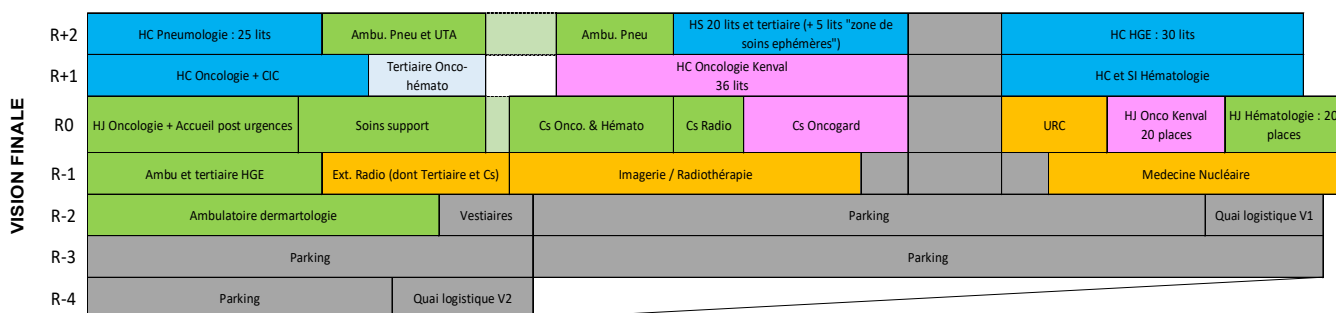 VISION FINALE
R+2
HC Pneumologie : 25 lits
Ambu. Pneu et UTA
Ambu. Pneu
HS 20 lits et tertiaire (+ 5 lits "zone de
soins ephémères")
HC HGE : 30 lits
R+1
HC Oncologie + CIC
Tertiaire Onco-
hémato
HC Oncologie Kenval
36 lits
HC et SI Hématologie
R0
HJ Oncologie + Accueil post urgences
Soins support
Cs Onco. & Hémato
Cs Radio
Cs Oncogard
URC
HJ Onco Kenval
20 places
HJ Hématologie : 20
places
R-1
Ambu et tertiaire HGE
Ext. Radio (dont Tertiaire et Cs)
Imagerie / Radiothérapie
Medecine Nucléaire
R-2
Ambulatoire dermartologie
Vestiaires
Parking
Quai logistique V1
R-3
Parking
Parking
R-4
Parking
Quai logistique V2